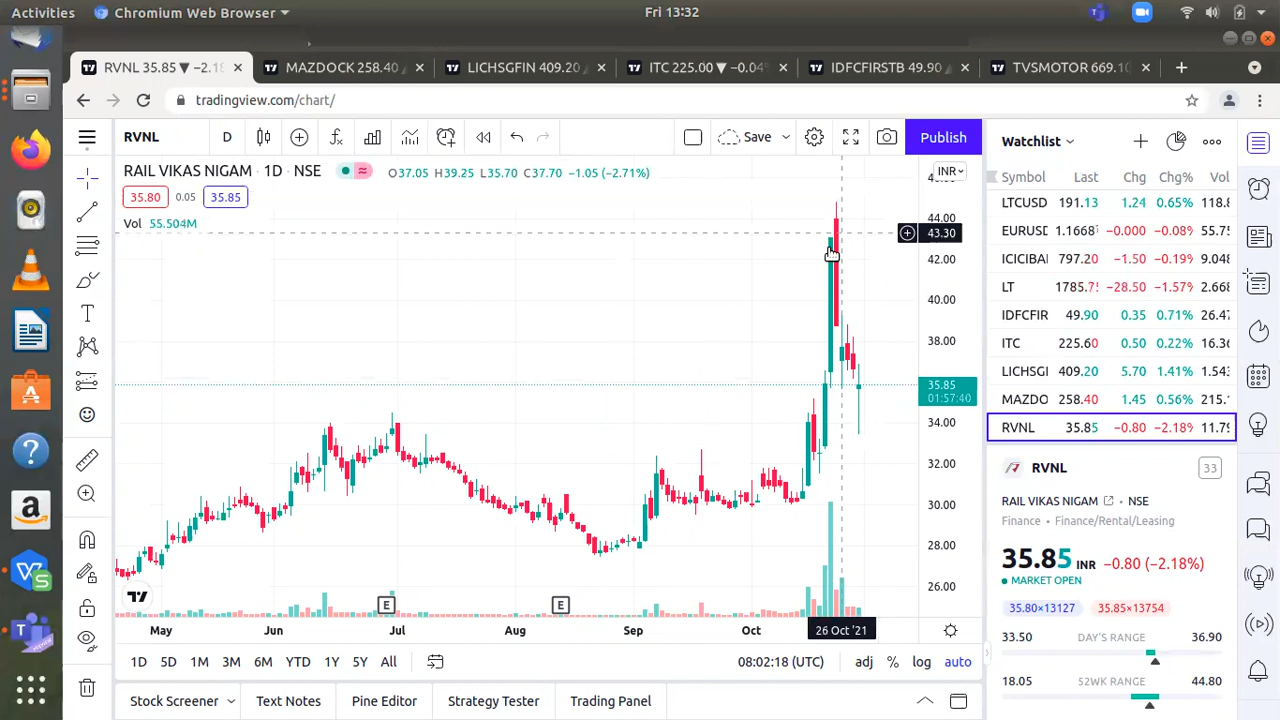 Activities Chromium Web Browser Fri 13:32
RVNL 35.85 ▼ −2.18 MAZDOCK 258.40 LICHSGFIN 409.20 ITC 225.00 ▼ −0.04% IDFCFIRSTB 49.90 TVSMOTOR 669.10
tradingview.com/chart/
RVNL D Save Publish
Watchlist
RAIL VIKAS NIGAM · 1D · NSE O37.05 H39.25 L35.70 C37.70 −1.05 (−2.71%)
INR
35.80 0.05 35.85
Vol 55.504M
44.00
43.30
42.00
40.00
38.00
35.85
01:57:40
34.00
32.00
30.00
28.00
26.00
E E
May Jun Jul Aug Sep Oct 26 Oct '21
1D 5D 1M 3M 6M YTD 1Y 5Y All 08:02:18 (UTC) adj % log auto
Stock Screener Text Notes Pine Editor Strategy Tester Trading Panel
Symbol Last Chg Chg% Vol
LTCUSD 191.13 1.24 0.65% 118.8
EURUSD 1.1668 −0.000 −0.08% 55.75
ICICIBAI 797.20 −1.50 −0.19% 9.048
LT 1785.75 −28.50 −1.57% 2.668
IDFCFIR 49.90 0.35 0.71% 26.47
ITC 225.60 0.50 0.22% 16.36
LICHSGI 409.20 5.70 1.41% 1.543
MAZDO 258.40 1.45 0.56% 215.1
RVNL 35.85 −0.80 −2.18% 11.79
RVNL 33
RAIL VIKAS NIGAM · NSE
Finance · Finance/Rental/Leasing
35.85 INR −0.80 (−2.18%)
MARKET OPEN
35.80×13127 35.85×13754
33.50 DAY'S RANGE 36.90
18.05 52WK RANGE 44.80